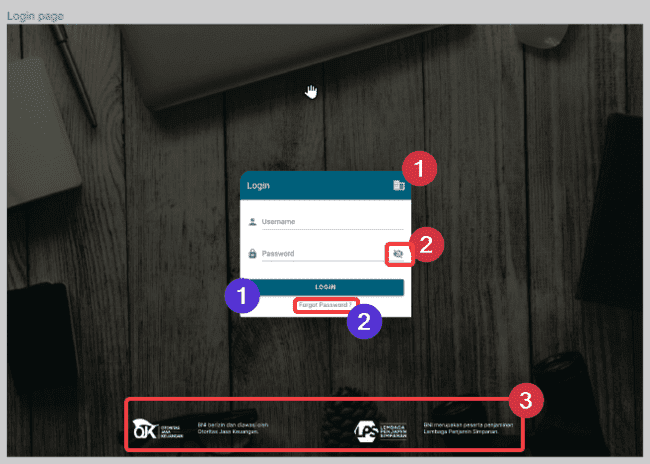 Login page
1
Login
Username
2
Password
LOGIN
1
Forgot Password ?
2
3
OJK OTORITAS JASA KEUANGAN
BNI berizin dan diawasi oleh
Otoritas Jasa Keuangan.
LPS LEMBAGA PENJAMIN SIMPANAN
BNI merupakan peserta penjaminan
Lembaga Penjamin Simpanan.